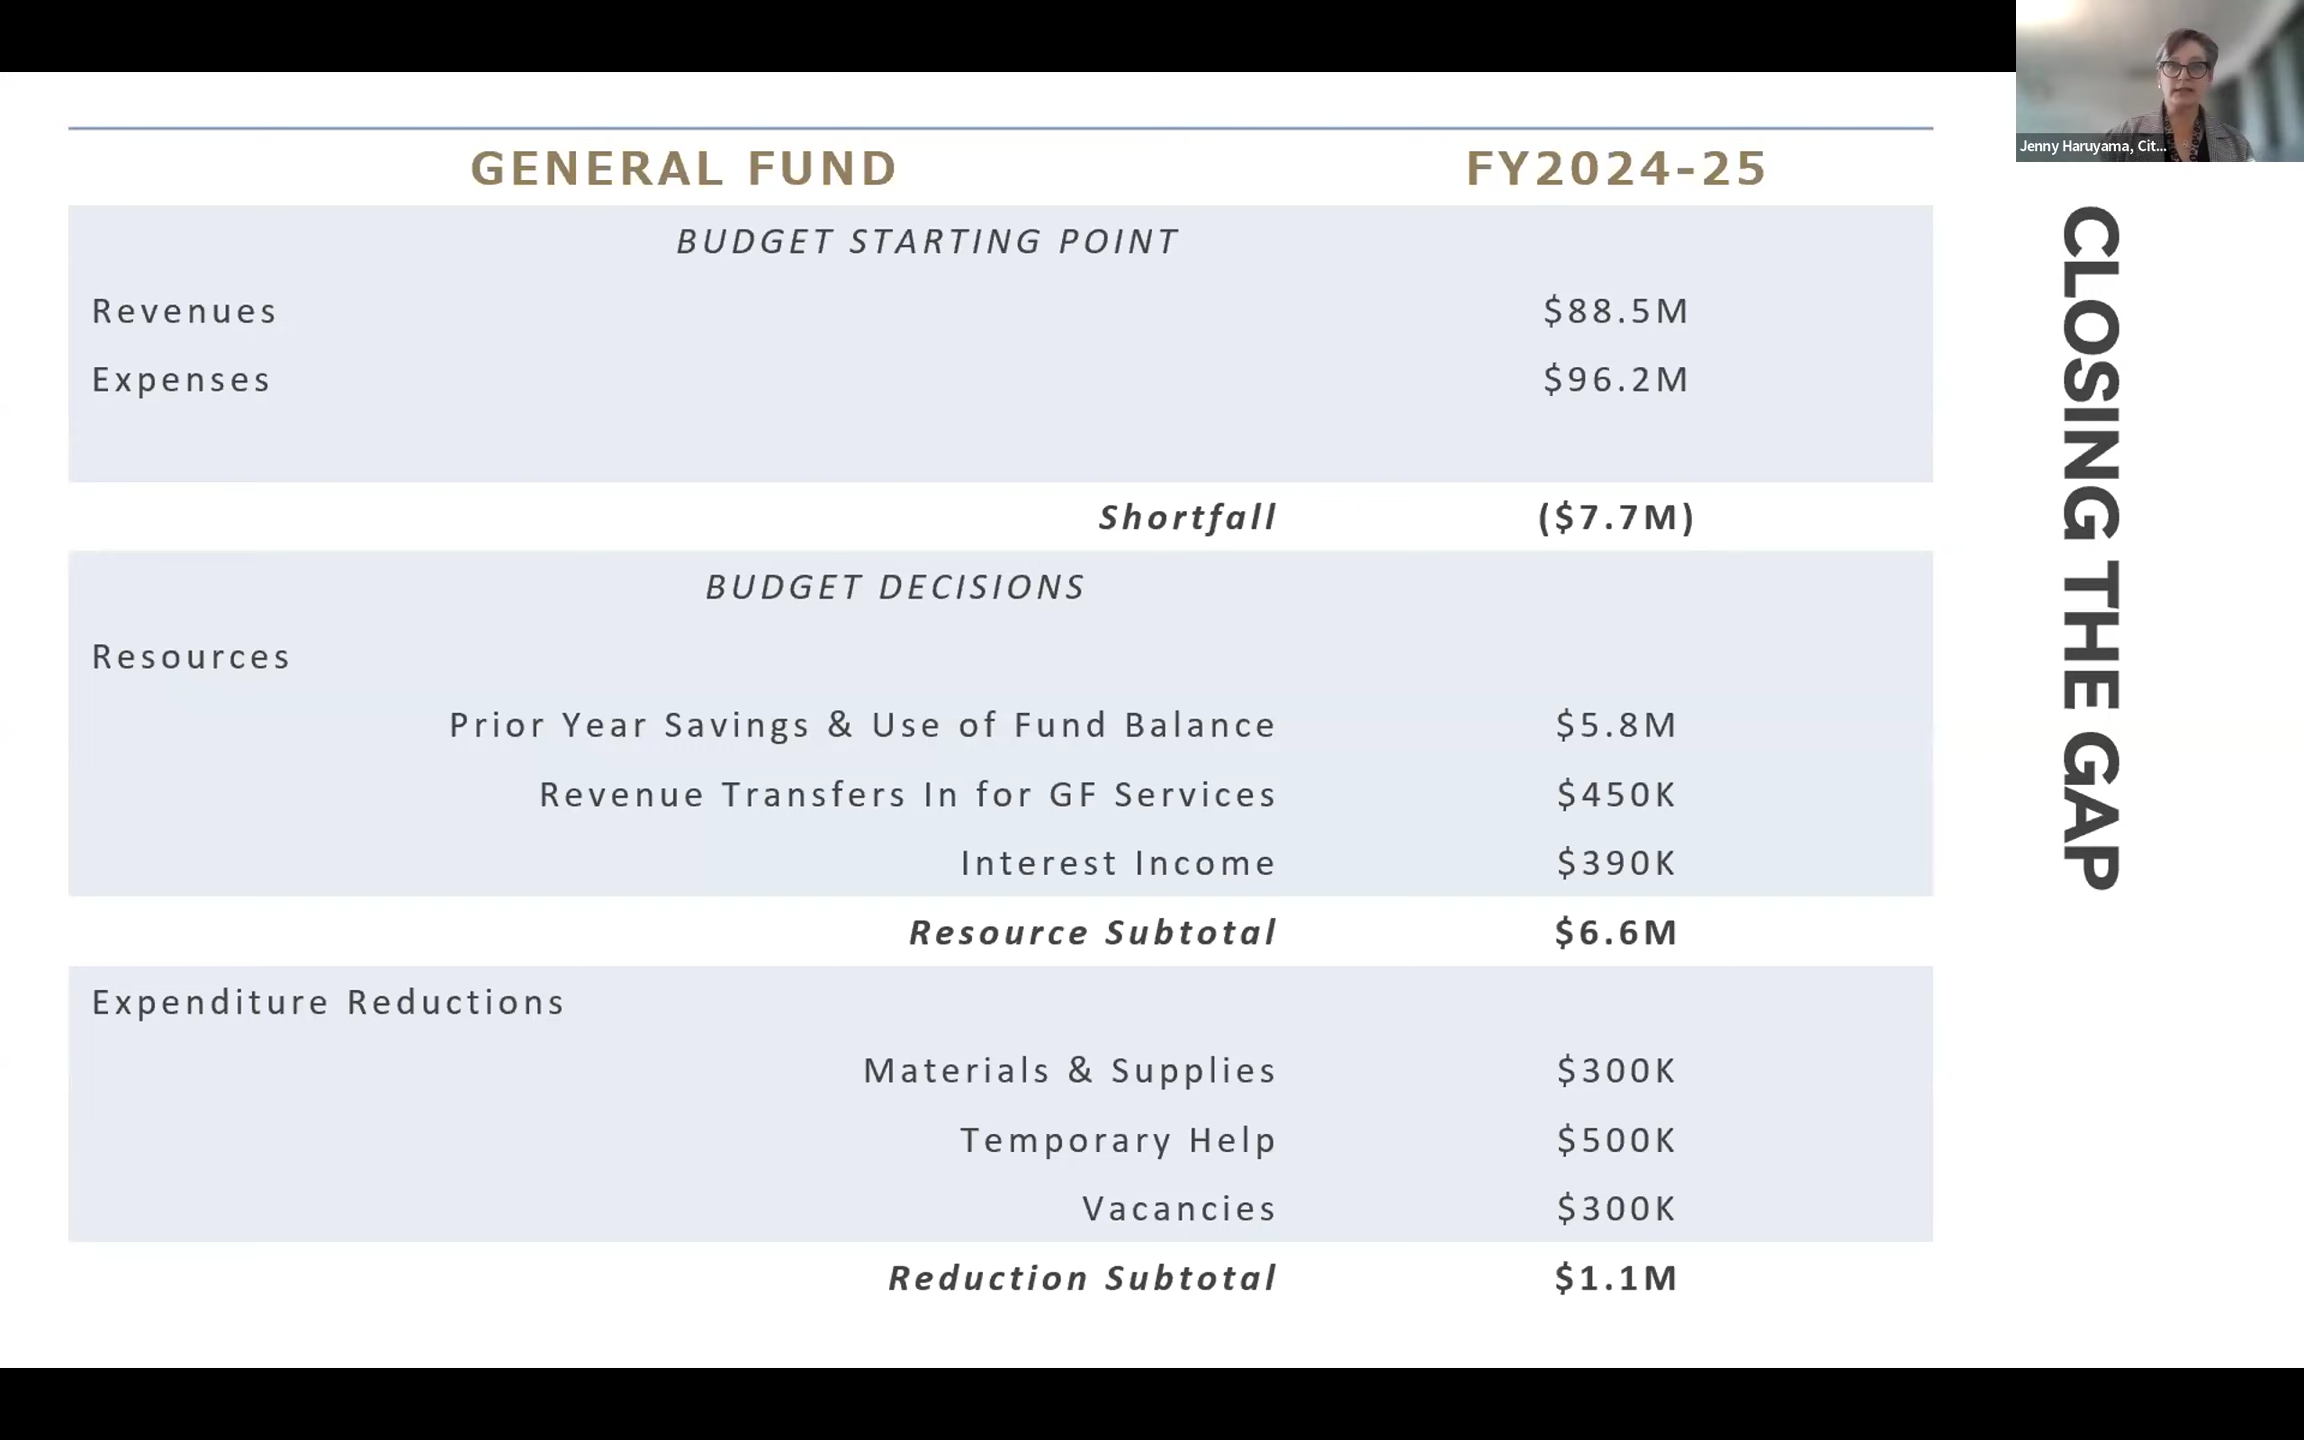 Jenny Haruyama, Cit...
GENERAL FUND FY2024-25
BUDGET STARTING POINT
Revenues $88.5M
Expenses $96.2M
Shortfall ($7.7M)
BUDGET DECISIONS
Resources
Prior Year Savings & Use of Fund Balance $5.8M
Revenue Transfers In for GF Services $450K
Interest Income $390K
Resource Subtotal $6.6M
Expenditure Reductions
Materials & Supplies $300K
Temporary Help $500K
Vacancies $300K
Reduction Subtotal $1.1M
CLOSING THE GAP